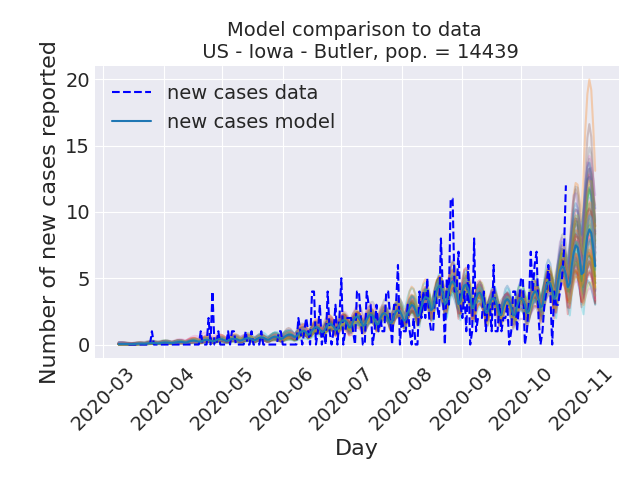 Model comparison to data
US - Iowa - Butler, pop. = 14439
new cases data
new cases model
Number of new cases reported
20
15
10
5
0
2020-03
2020-04
2020-05
2020-06
2020-07
2020-08
2020-09
2020-10
2020-11
Day